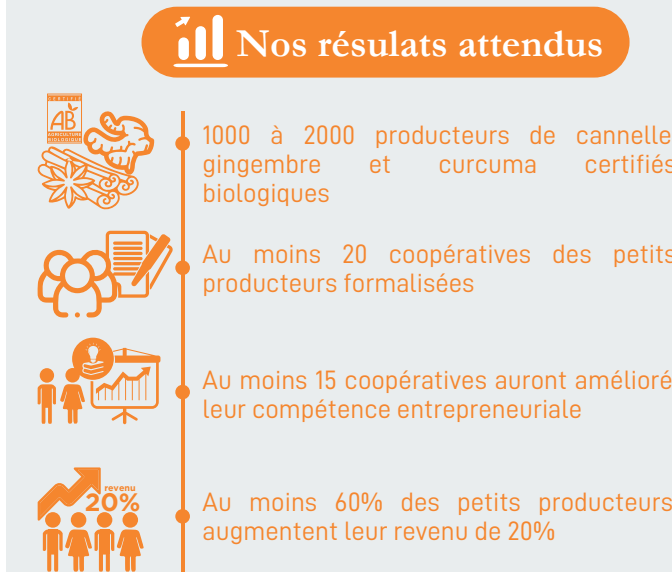 Nos résulats attendus
CERTIFIÉ
AB
AGRICULTURE
BIOLOGIQUE
1000 à 2000 producteurs de cannelle
gingembre et curcuma certifiés
biologiques
Au moins 20 coopératives des petits
producteurs formalisées
Au moins 15 coopératives auront amélioré
leur compétence entrepreneuriale
revenu
20%
Au moins 60% des petits producteurs
augmentent leur revenu de 20%